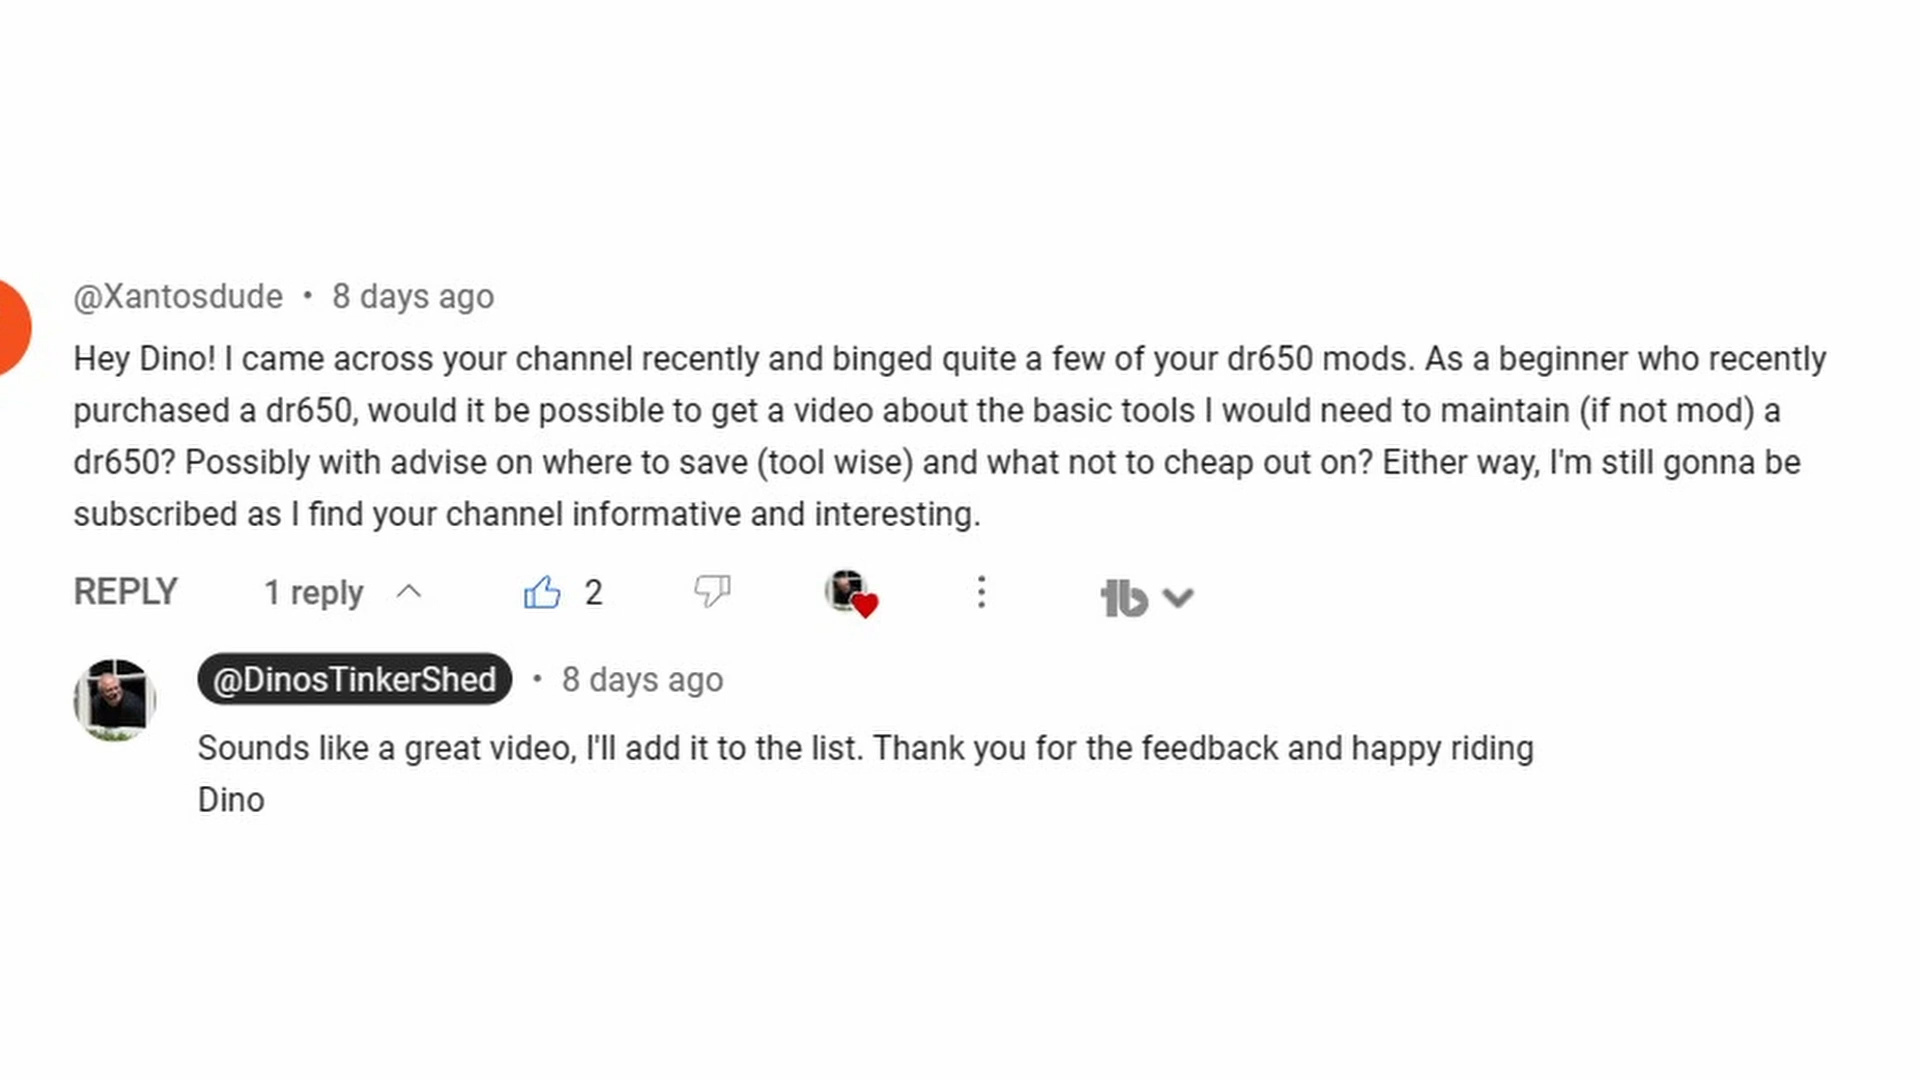 @Xantosdude • 8 days ago
Hey Dino! I came across your channel recently and binged quite a few of your dr650 mods. As a beginner who recently
purchased a dr650, would it be possible to get a video about the basic tools I would need to maintain (if not mod) a
dr650? Possibly with advise on where to save (tool wise) and what not to cheap out on? Either way, I'm still gonna be
subscribed as I find your channel informative and interesting.
REPLY 1 reply 2 tb
@DinosTinkerShed • 8 days ago
Sounds like a great video, I'll add it to the list. Thank you for the feedback and happy riding
Dino